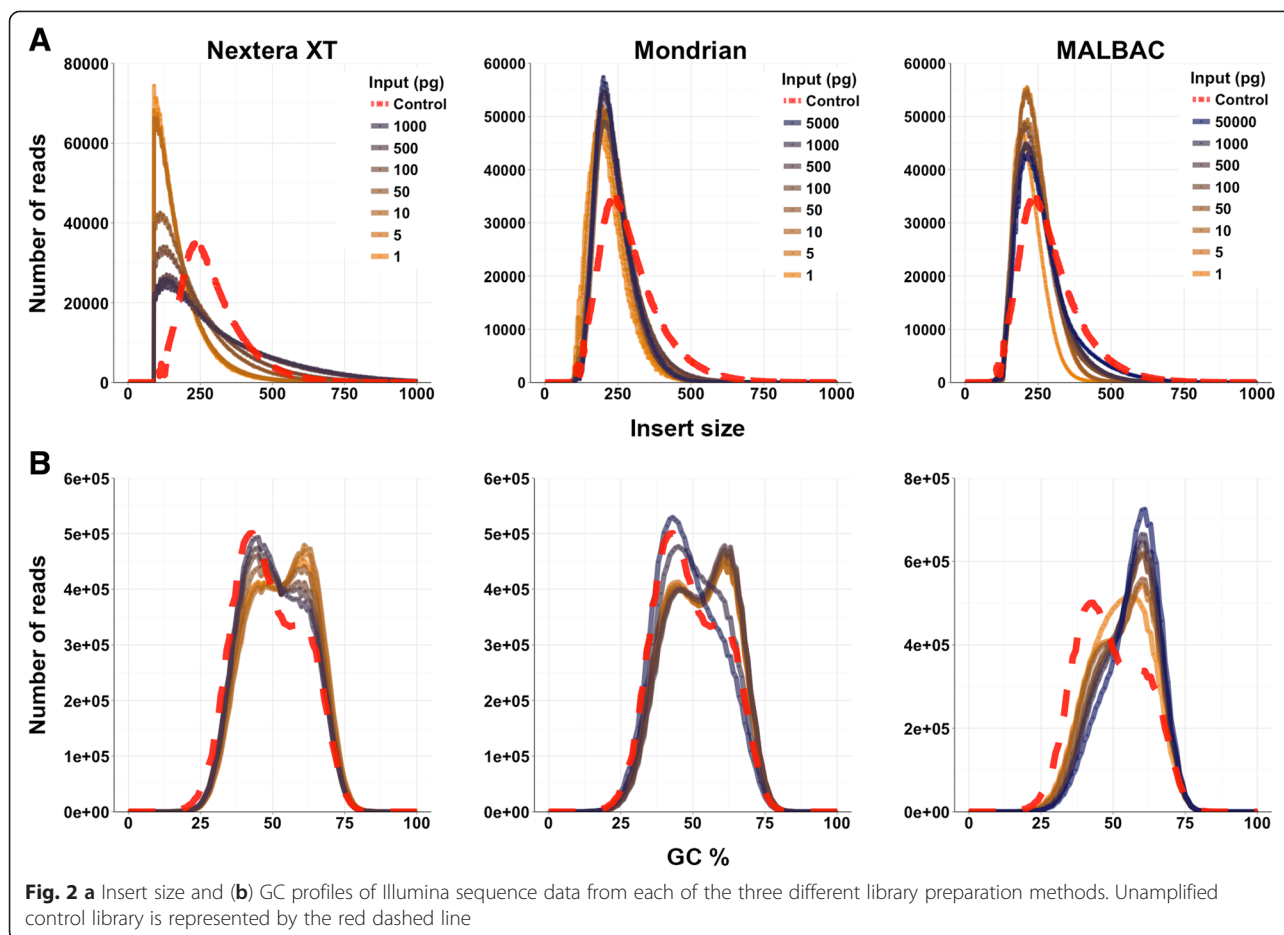 A
Nextera XT
Mondrian
MALBAC
Number of reads
80000
60000
40000
20000
0
0 250 500 750 1000
Input (pg)
Control
1000
500
100
50
10
5
1
60000
50000
40000
30000
20000
10000
0
0 250 500 750 1000
Input (pg)
Control
5000
1000
500
100
50
10
5
1
60000
50000
40000
30000
20000
10000
0
0 250 500 750 1000
Input (pg)
Control
50000
1000
500
100
50
10
5
1
Insert size
B
Number of reads
6e+05
5e+05
4e+05
3e+05
2e+05
1e+05
0e+00
0 25 50 75 100
6e+05
5e+05
4e+05
3e+05
2e+05
1e+05
0e+00
0 25 50 75 100
8e+05
6e+05
4e+05
2e+05
0e+00
0 25 50 75 100
GC %
Fig. 2 a Insert size and (b) GC profiles of Illumina sequence data from each of the three different library preparation methods. Unamplified
control library is represented by the red dashed line